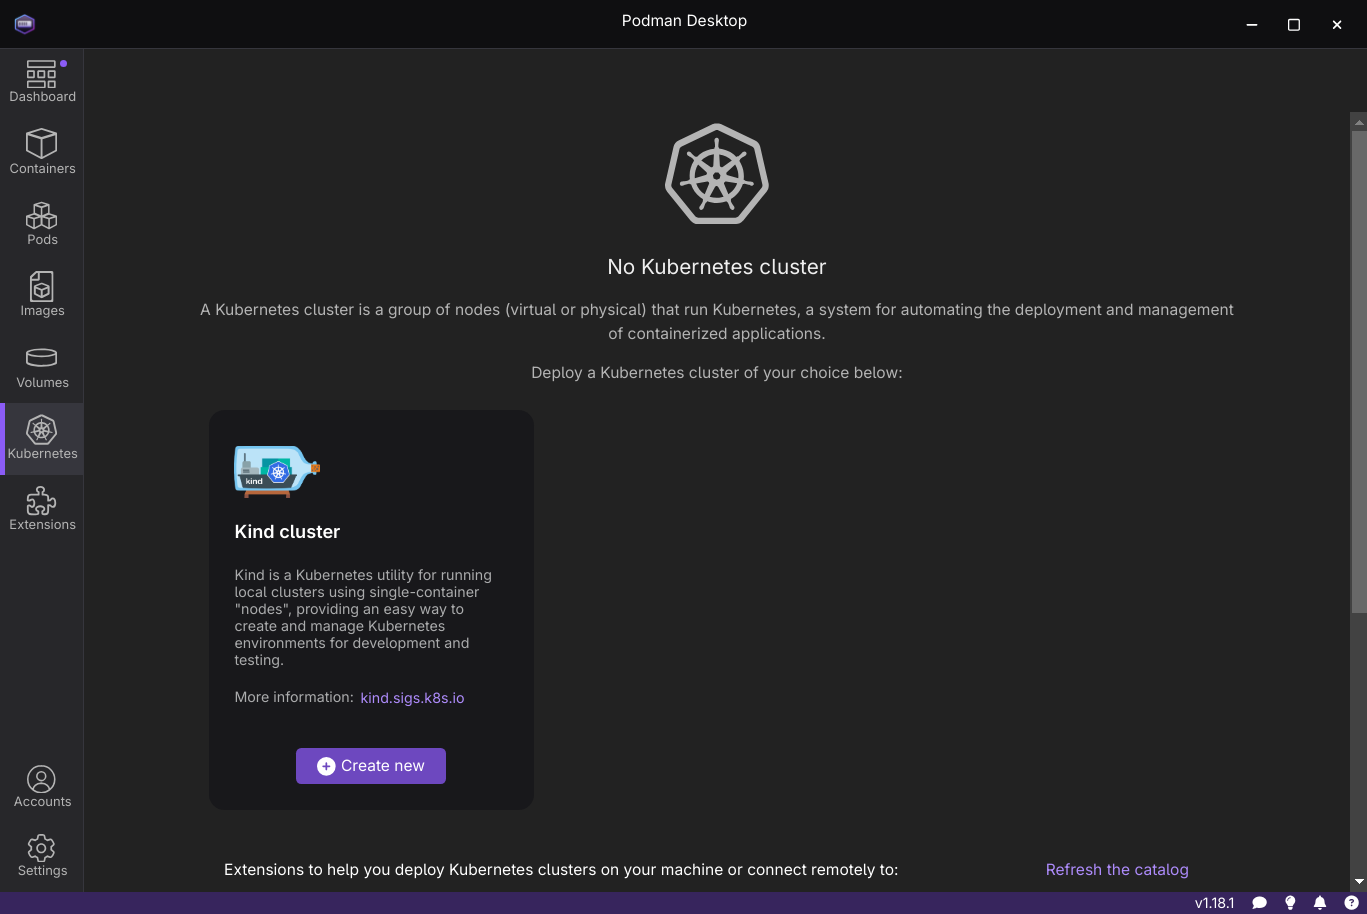 Podman Desktop
Dashboard
Containers
Pods
Images
Volumes
Kubernetes
Extensions
Accounts
Settings
No Kubernetes cluster
A Kubernetes cluster is a group of nodes (virtual or physical) that run Kubernetes, a system for automating the deployment and management
of containerized applications.
Deploy a Kubernetes cluster of your choice below:
kind
Kind cluster
Kind is a Kubernetes utility for running
local clusters using single-container
"nodes", providing an easy way to
create and manage Kubernetes
environments for development and
testing.
More information: kind.sigs.k8s.io
Create new
Extensions to help you deploy Kubernetes clusters on your machine or connect remotely to:
Refresh the catalog
v1.18.1